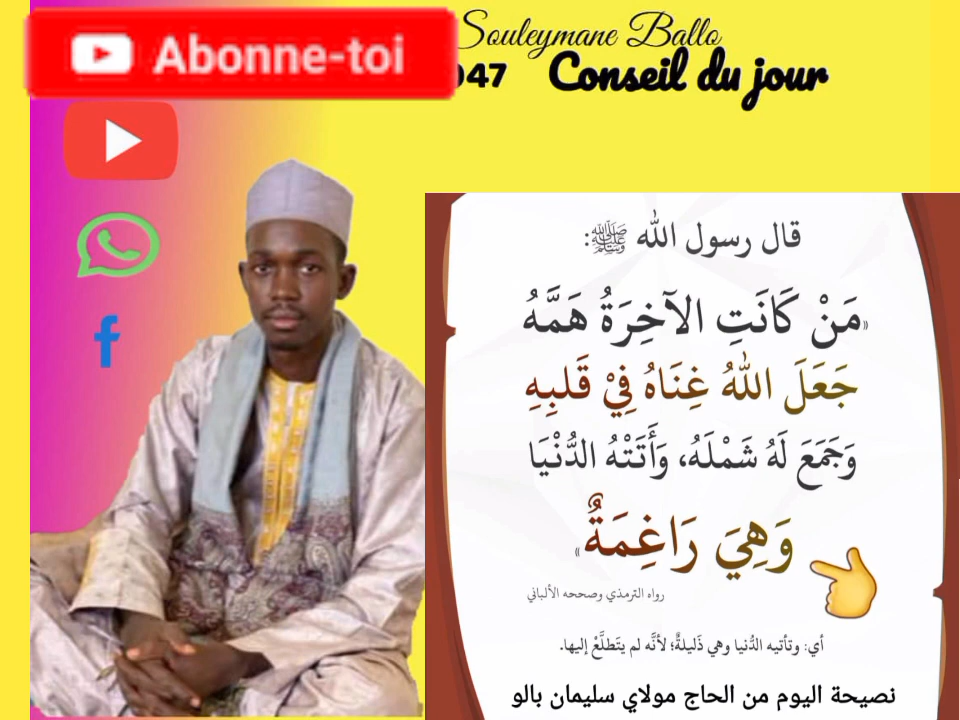 Abonne-toi
Souleymane Ballo
047 Conseil du jour
قال رسول الله ﷺ:
«مَنْ كَانَتِ الآخِرَةُ هَمَّهُ
جَعَلَ اللهُ غِنَاهُ فِيْ قَلبِهِ
وَجَمَعَ لَهُ شَمْلَهُ، وَأَتَتْهُ الدُّنْيَا
وَهِيَ رَاغِمَةٌ»
رواه الترمذي وصححه الألباني
أي: وتأتيه الدُّنيا وهي ذَليلةٌ؛ لأنَّه لم يتَطلَّعْ إليها.
نصيحة اليوم من الحاج مولاي سليمان بالو